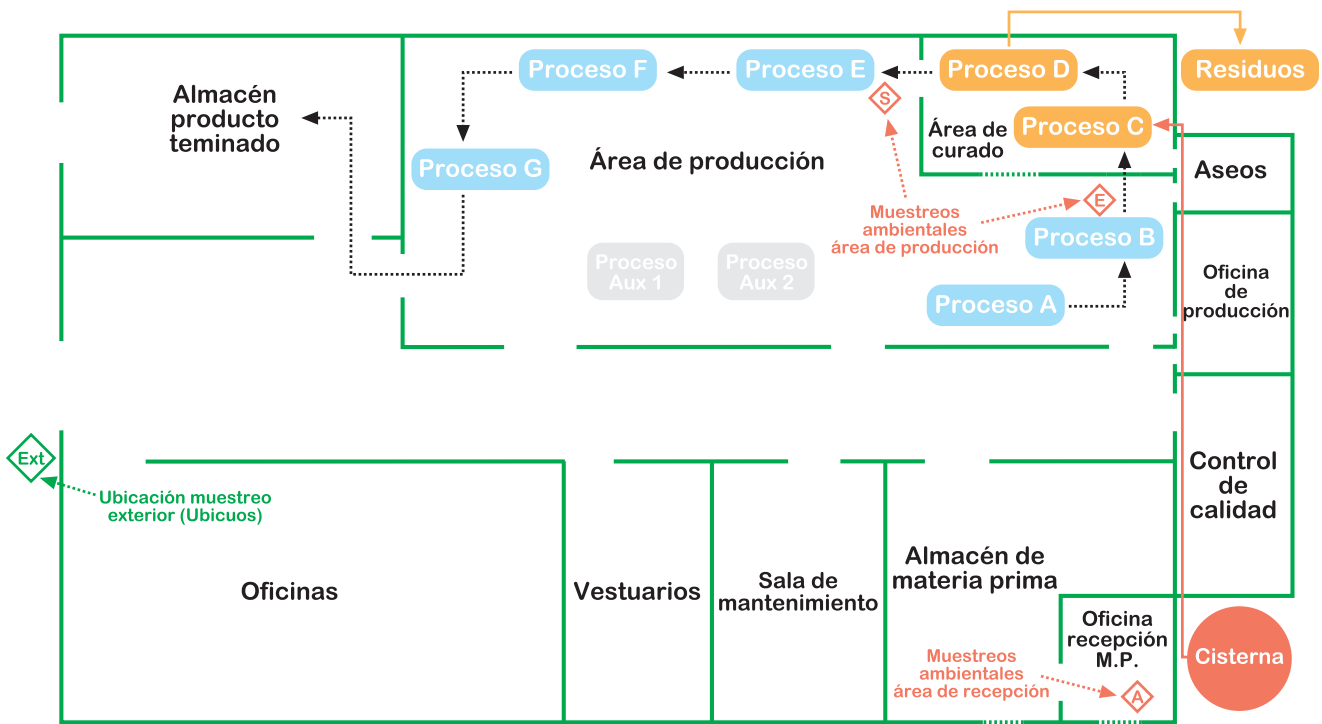 Proceso F
Proceso E
Proceso D
Residuos
Almacén
producto
teminado
S
Proceso C
Área de
curado
Proceso G
Área de producción
Aseos
Muestreos
ambientales
área de producción
E
Proceso B
Proceso
Aux 1
Proceso
Aux 2
Proceso A
Oficina
de
producción
Ext
Ubicación muestreo
exterior (Ubicuos)
Control
de
calidad
Oficinas
Vestuarios
Sala de
mantenimiento
Almacén de
materia prima
Oficina
recepción
M.P.
Cisterna
Muestreos
ambientales
área de recepción
A